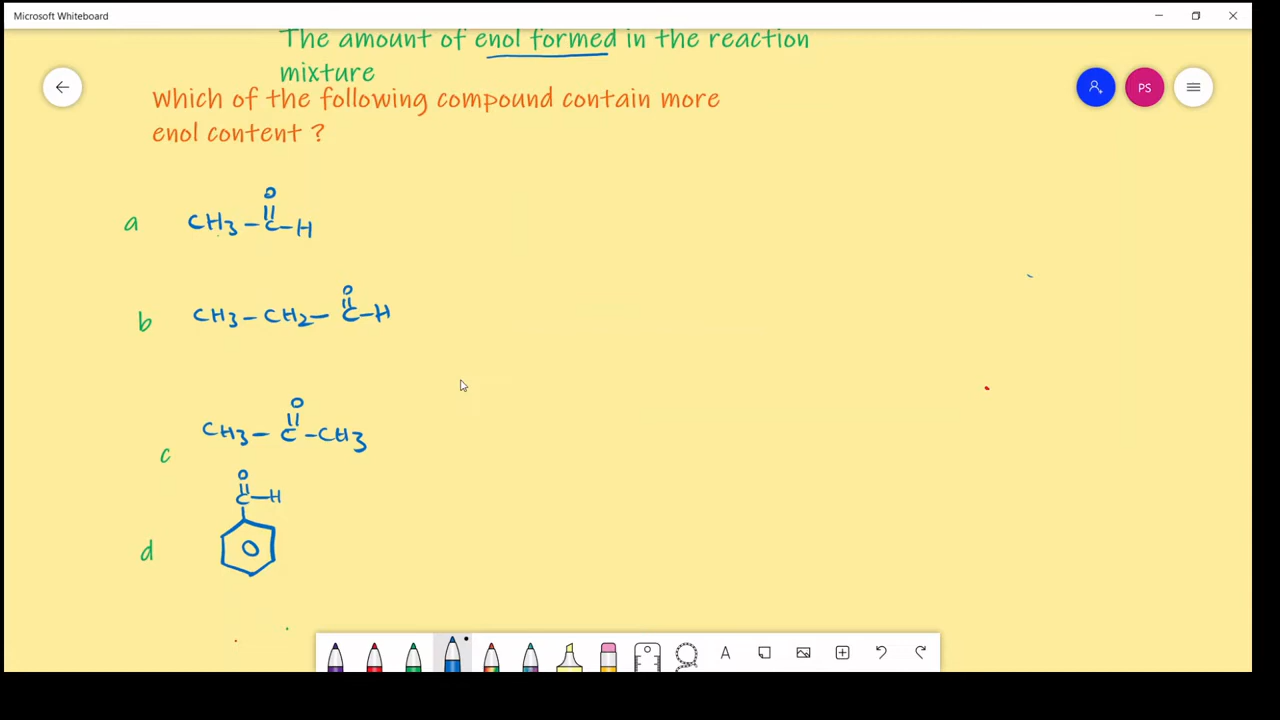 Microsoft Whiteboard
The amount of enol formed in the reaction
mixture
Which of the following compound contain more
enol content ?
PS
O
a CH3 - C - H
O
b CH3 - CH2 - C - H
O
CH3 - C - CH3
c
O
C - H
d
A